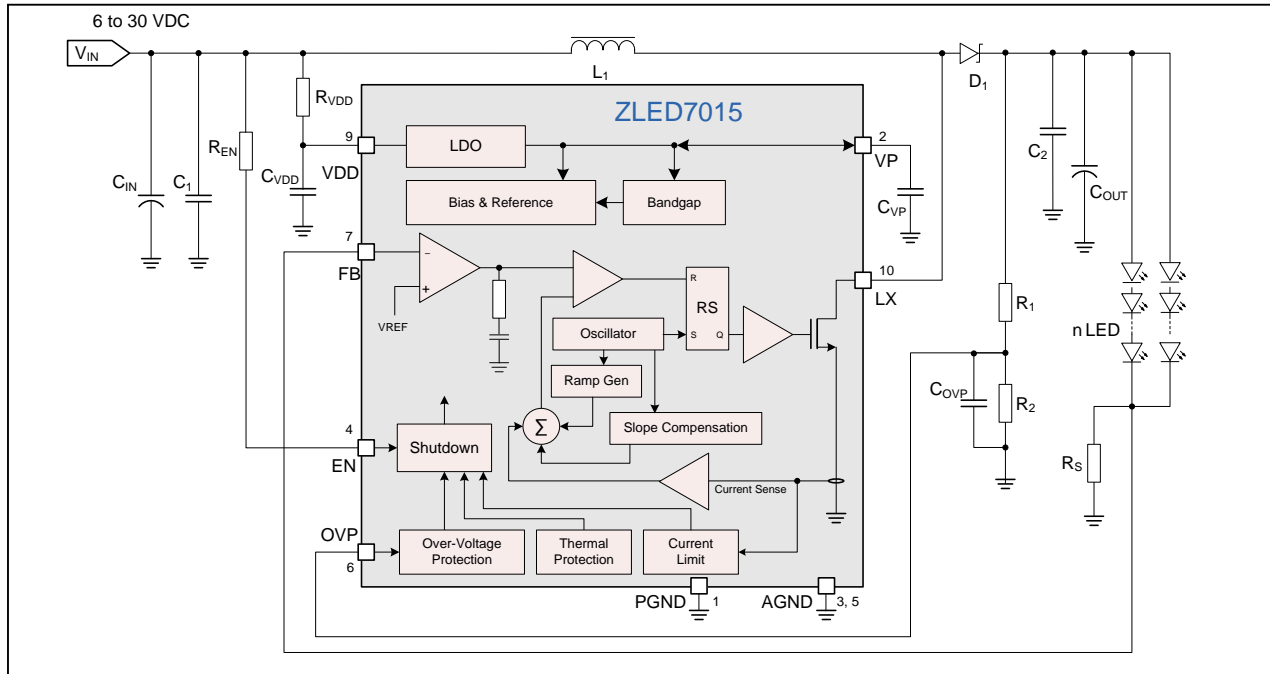 6 to 30 VDC
VIN
L1
D1
RVDD
ZLED7015
REN
9
VDD
LDO
2
VP
C2
COUT
CIN
C1
CVDD
Bias & Reference
Bandgap
CVP
7
FB
−
+
VREF
R
RS
S
Q
10
LX
R1
n LED
Oscillator
Ramp Gen
Σ
Slope Compensation
COVP
R2
4
EN
Shutdown
Current Sense
RS
OVP
6
Over-Voltage
Protection
Thermal
Protection
Current
Limit
PGND
1
AGND
3, 5